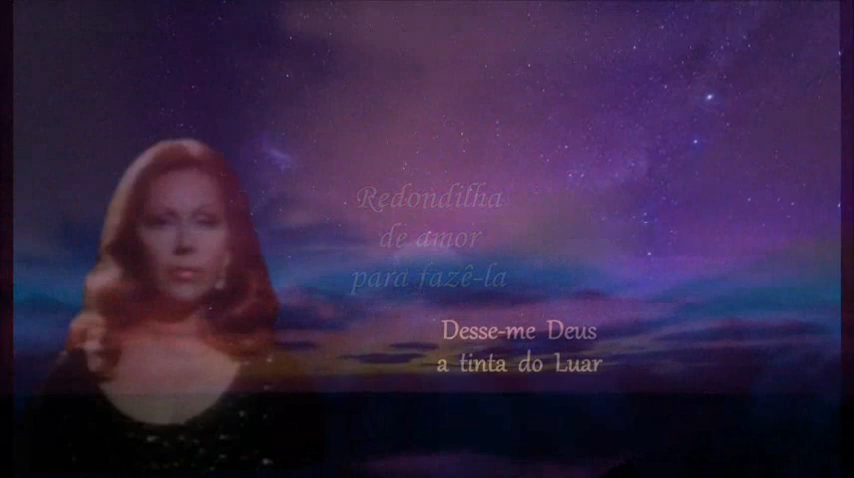 Redondilha
de amor
para fazê-la
Desse-me Deus
a tinta do Luar